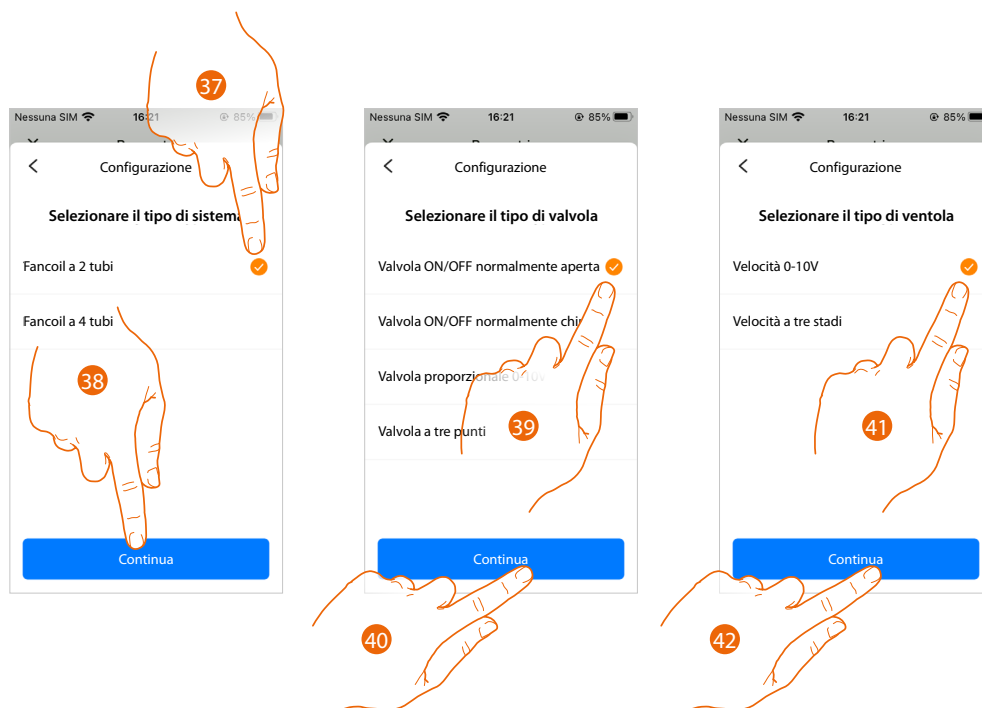 37
Nessuna SIM 16:21 85%
Configurazione
Selezionare il tipo di sistema
Fancoil a 2 tubi
Fancoil a 4 tubi
38
Continua
Nessuna SIM 16:21 85%
Configurazione
Selezionare il tipo di valvola
Valvola ON/OFF normalmente aperta
Valvola ON/OFF normalmente
Valvola proporzionale 0-10V
Valvola a tre punti
39
Continua
40
Nessuna SIM 16:21 85%
Configurazione
Selezionare il tipo di ventola
Velocità 0-10V
Velocità a tre stadi
41
Continua
42